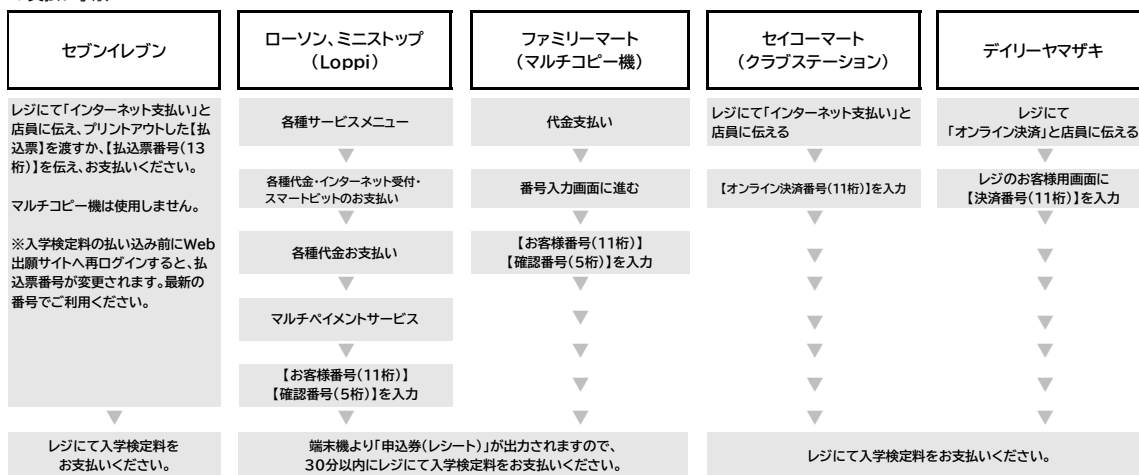 セブンイレブン
レジにて「インターネット支払い」と
店員に伝え、プリントアウトした【払
込票】を渡すか、【払込票番号(13
桁)】を伝え、お支払いください。
マルチコピー機は使用しません。
※入学検定料の払い込み前にWeb
出願サイトへ再ログインすると、払
込票番号が変更されます。最新の
番号でご利用ください。
レジにて入学検定料を
お支払いください。
ローソン、ミニストップ
(Loppi)
各種サービスメニュー
各種代金・インターネット受付・
スマートピットのお支払い
各種代金お支払い
マルチペイメントサービス
【お客様番号(11桁)】
【確認番号(5桁)】を入力
ファミリーマート
(マルチコピー機)
代金支払い
番号入力画面に進む
【お客様番号(11桁)】
【確認番号(5桁)】を入力
端末機より「申込券(レシート)」が出力されますので、
30分以内にレジにて入学検定料をお支払いください。
セイコーマート
(クラブステーション)
レジにて「インターネット支払い」と
店員に伝える
【オンライン決済番号(11桁)】を入力
デイリーヤマザキ
レジにて
「オンライン決済」と店員に伝える
レジのお客様用画面に
【決済番号(11桁)】を入力
レジにて入学検定料をお支払いください。